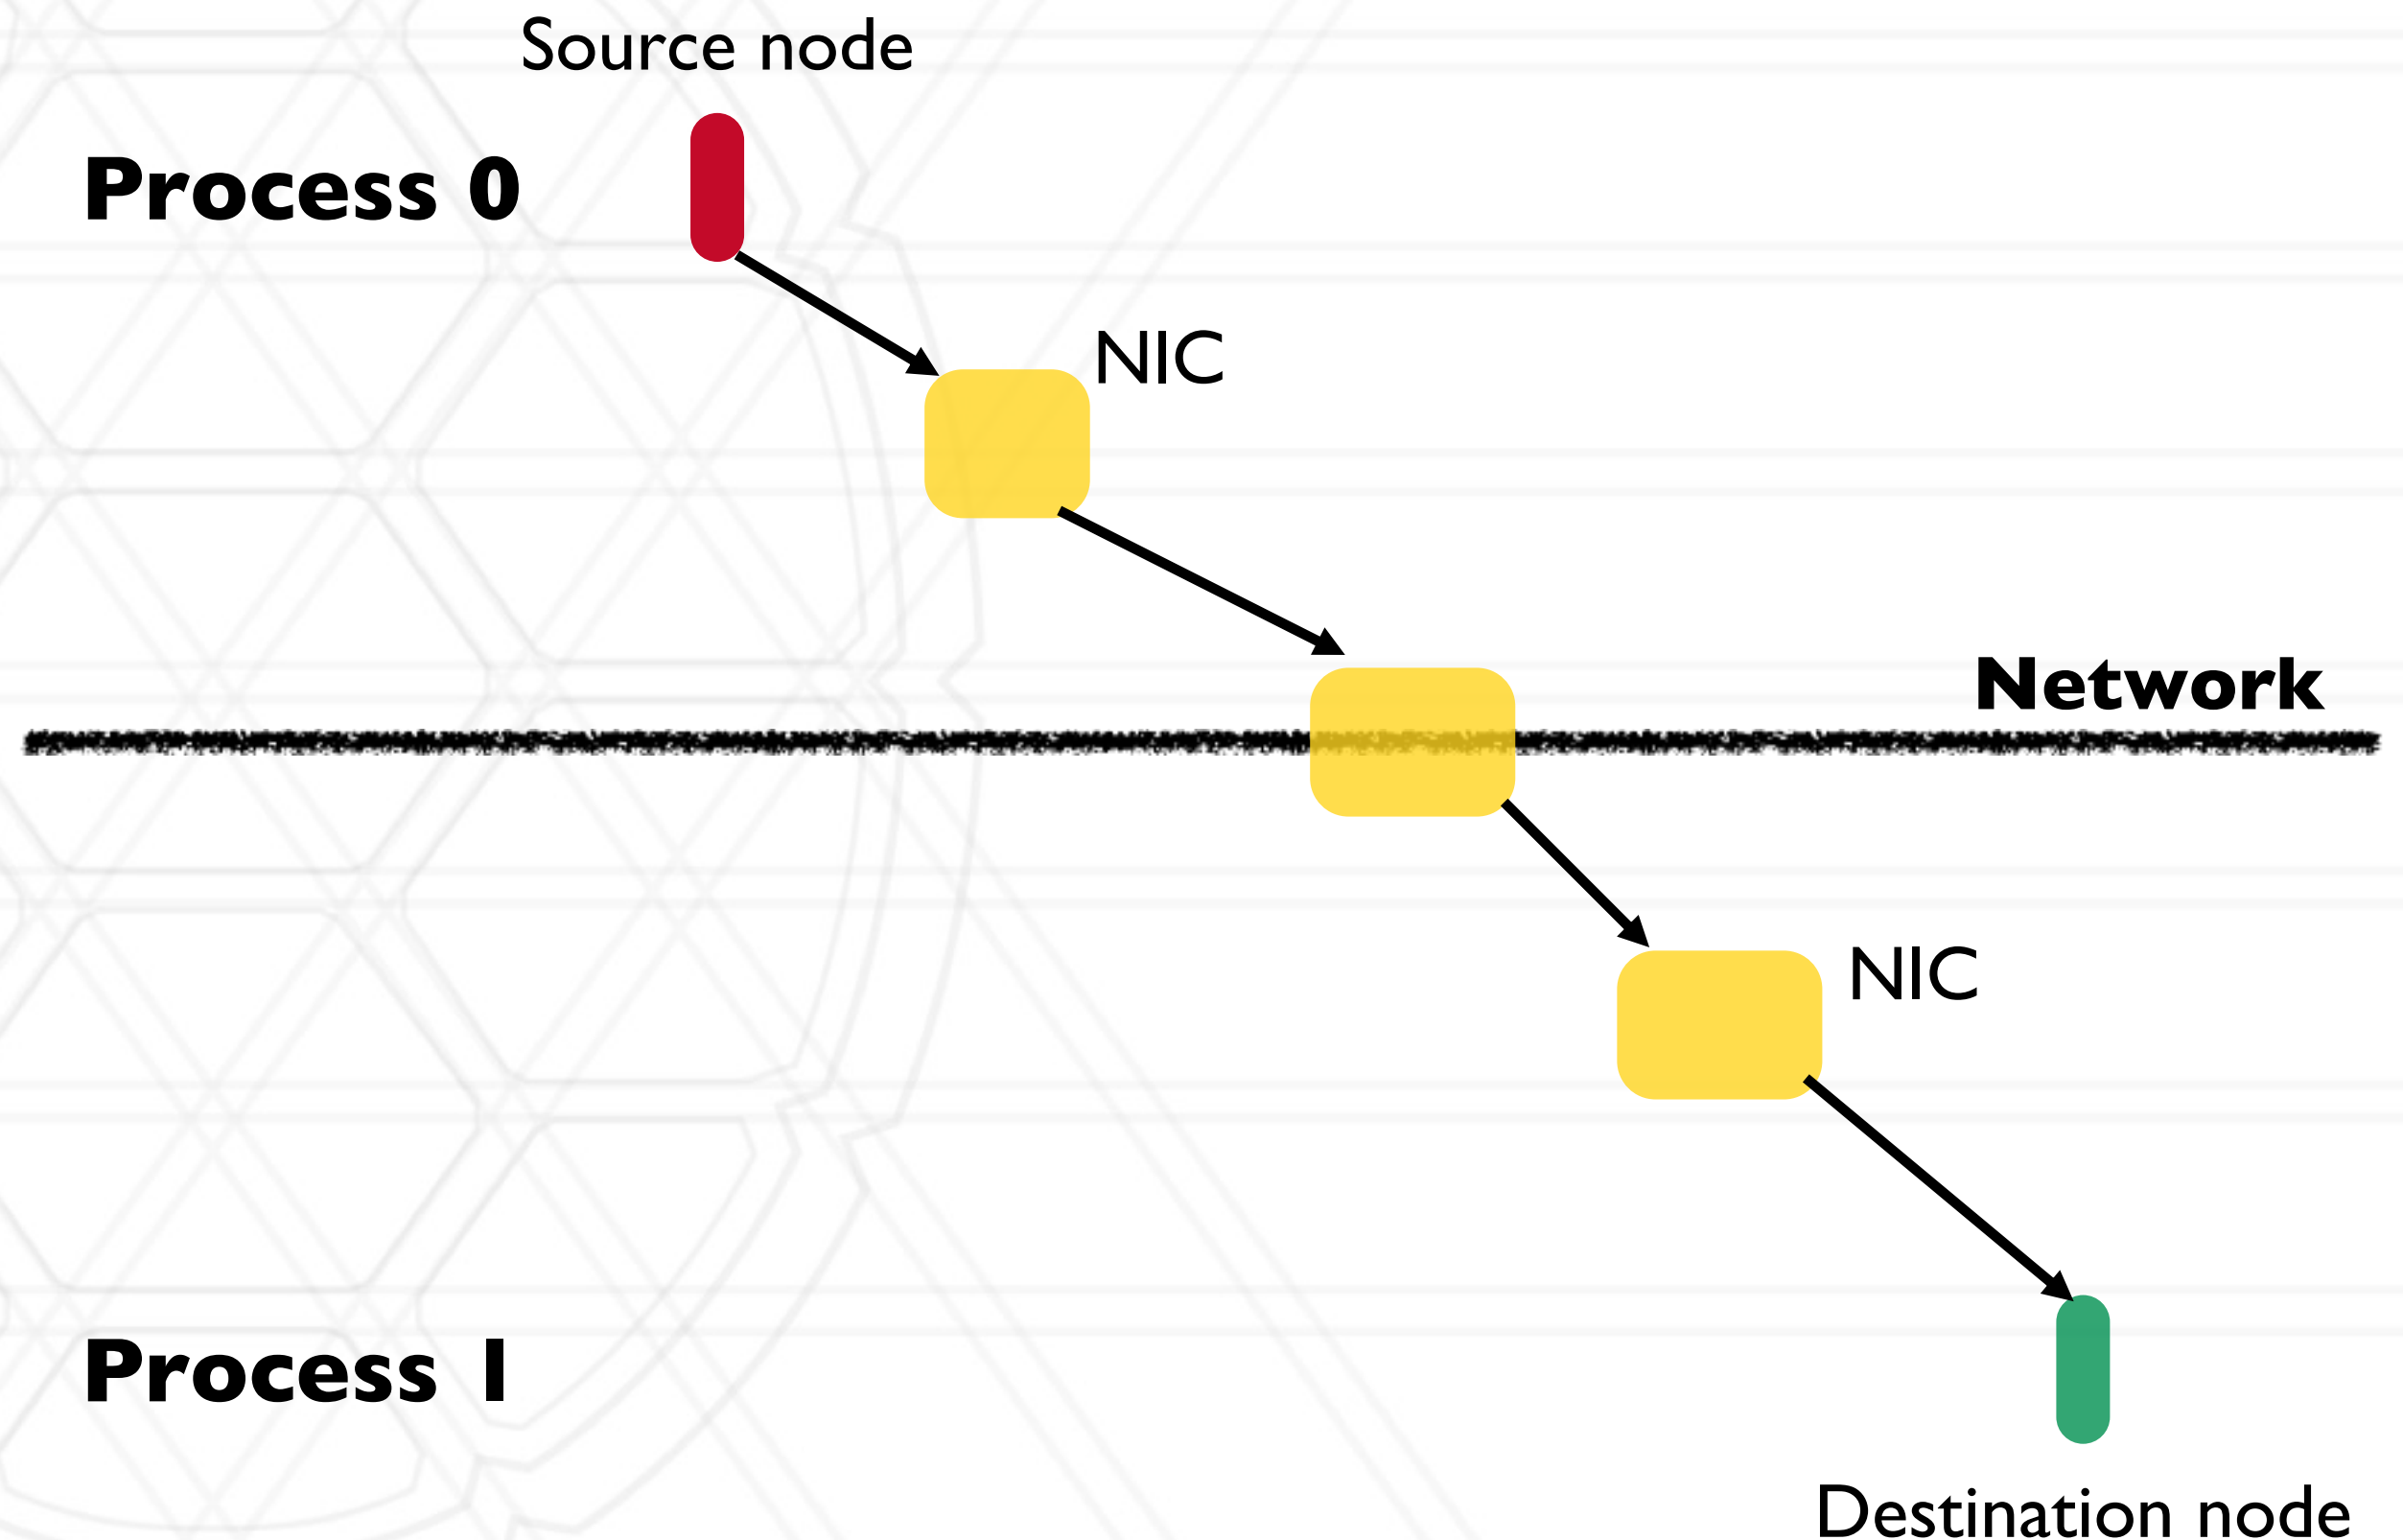 Source node
Process 0
NIC
Network
NIC
Process 1
Destination node